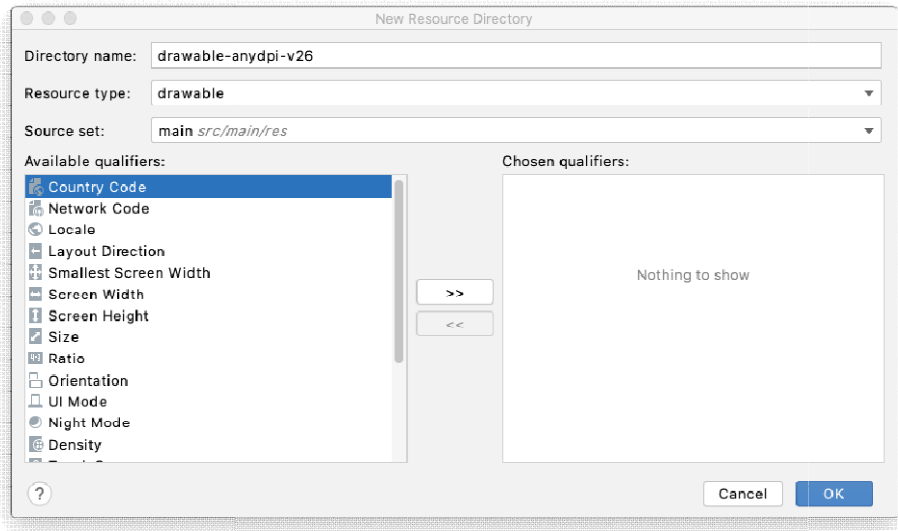 New Resource Directory
Directory name: drawable-anydpi-v26
Resource type: drawable
Source set: main src/main/res
Available qualifiers:
Chosen qualifiers:
Country Code
Network Code
Locale
Layout Direction
Smallest Screen Width
Nothing to show
Screen Width
>>
Screen Height
<<
Size
Ratio
Orientation
UI Mode
Night Mode
Density
?
Cancel
OK